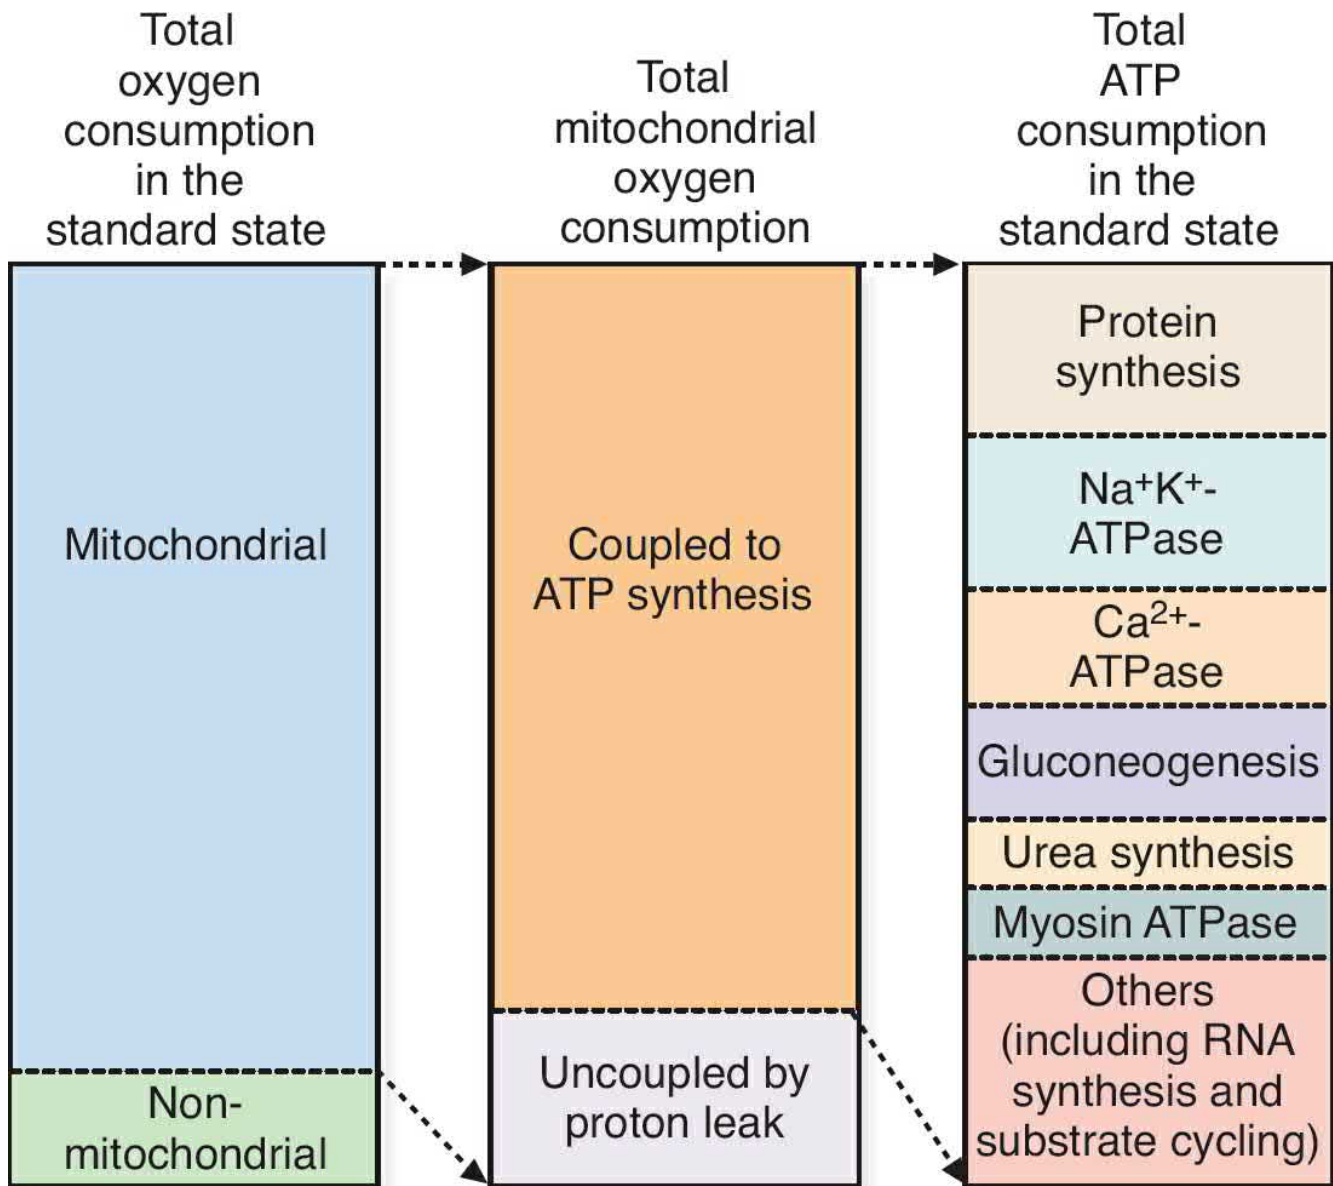 Total
oxygen
consumption
in the
standard state
Total
mitochondrial
oxygen
consumption
Total
ATP
consumption
in the
standard state
Mitochondrial
Non-
mitochondrial
Coupled to
ATP synthesis
Uncoupled by
proton leak
Protein
synthesis
Na⁺K⁺-
ATPase
Ca²⁺-
ATPase
Gluconeogenesis
Urea synthesis
Myosin ATPase
Others
(including RNA
synthesis and
substrate cycling)